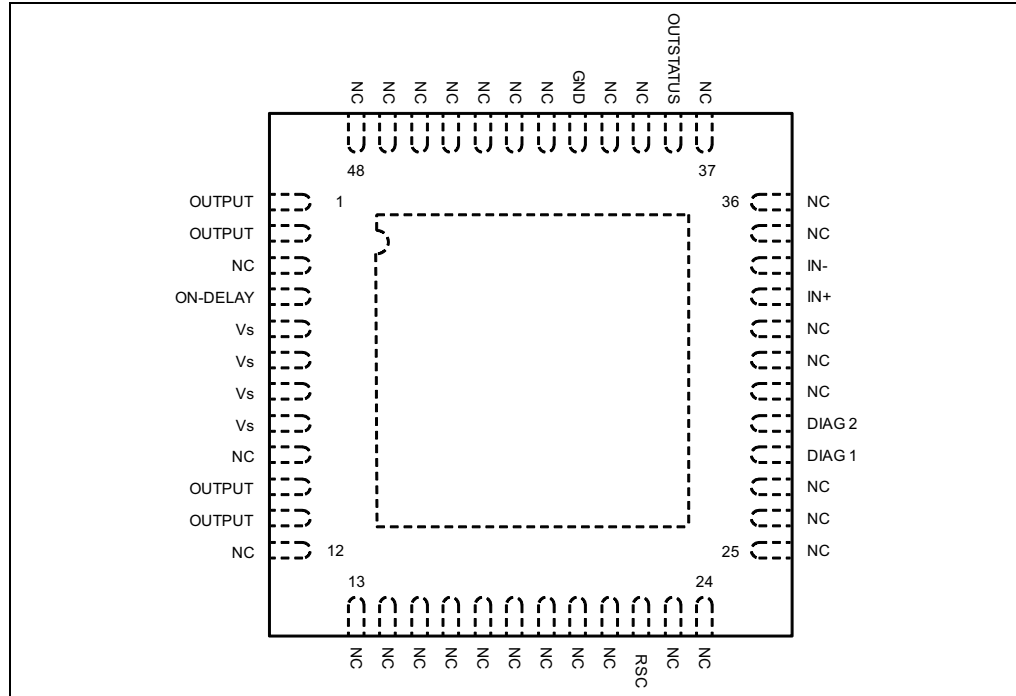 OUTSTATUS
NC NC NC NC NC NC NC GND NC NC NC
48 37
OUTPUT 1 36 NC
OUTPUT NC
NC IN-
ON-DELAY IN+
Vs NC
Vs NC
Vs NC
Vs DIAG 2
NC DIAG 1
OUTPUT NC
OUTPUT NC
NC 12 25 NC
13 24
NC NC NC NC NC NC NC NC NC RSC NC NC